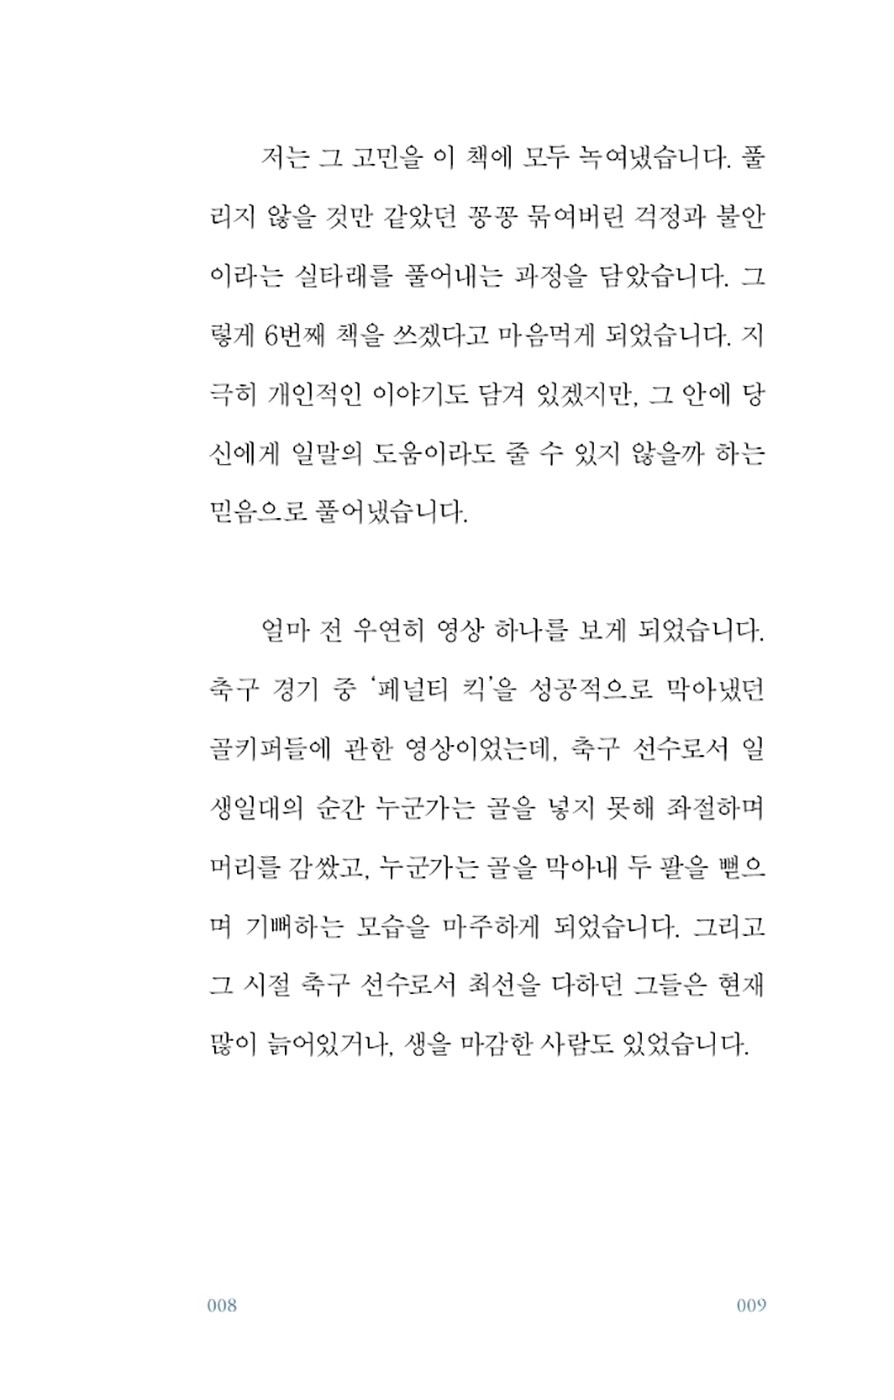 저는 그 고민을 이 책에 모두 녹여냈습니다. 풀
리지 않을 것만 같았던 꽁꽁 묶여버린 걱정과 불안
이라는 실타래를 풀어내는 과정을 담았습니다. 그
렇게 6번째 책을 쓰겠다고 마음먹게 되었습니다. 지
극히 개인적인 이야기도 담겨 있겠지만, 그 안에 당
신에게 일말의 도움이라도 줄 수 있지 않을까 하는
믿음으로 풀어냈습니다.
얼마 전 우연히 영상 하나를 보게 되었습니다.
축구 경기 중 ‘페널티 킥’을 성공적으로 막아냈던
골키퍼들에 관한 영상이었는데, 축구 선수로서 일
생일대의 순간 누군가는 골을 넣지 못해 좌절하며
머리를 감쌌고, 누군가는 골을 막아내 두 팔을 뻗으
며 기뻐하는 모습을 마주하게 되었습니다. 그리고
그 시절 축구 선수로서 최선을 다하던 그들은 현재
많이 늙어있거나, 생을 마감한 사람도 있었습니다.
008 009